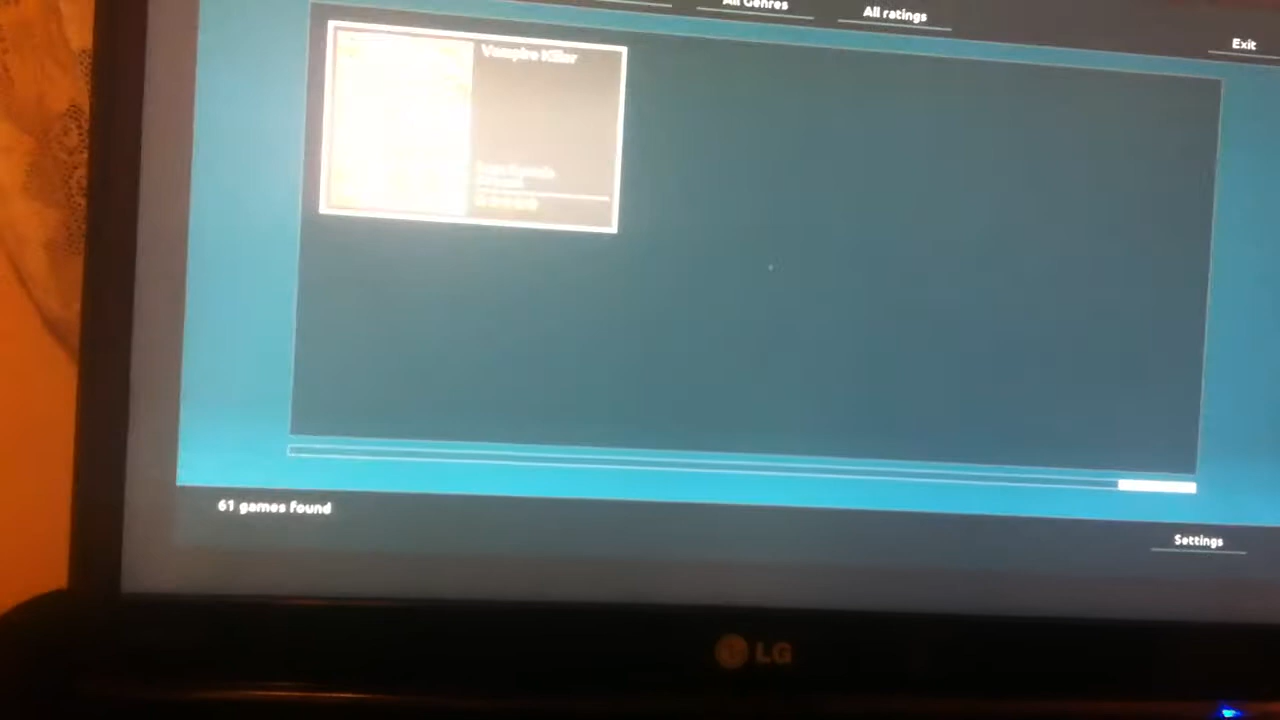 All Genres
All ratings
Exit
Vampire Killer
61 games found
Settings
LG